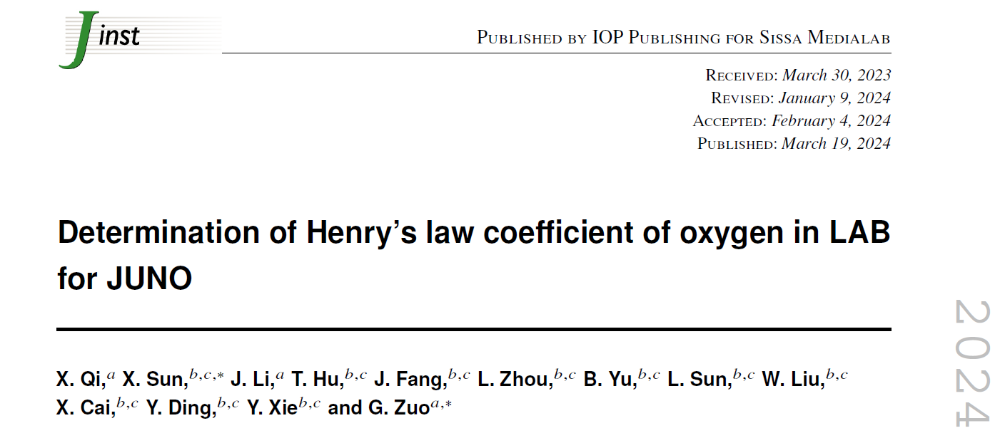 Jinst
PUBLISHED BY IOP PUBLISHING FOR SISSA MEDIALAB
RECEIVED: March 30, 2023
REVISED: January 9, 2024
ACCEPTED: February 4, 2024
PUBLISHED: March 19, 2024
Determination of Henry’s law coefficient of oxygen in LAB
for JUNO
X. Qi,a X. Sun,b,c,* J. Li,a T. Hu,b,c J. Fang,b,c L. Zhou,b,c B. Yu,b,c L. Sun,b,c W. Liu,b,c
X. Cai,b,c Y. Ding,b,c Y. Xieb,c and G. Zuoa,*
2024